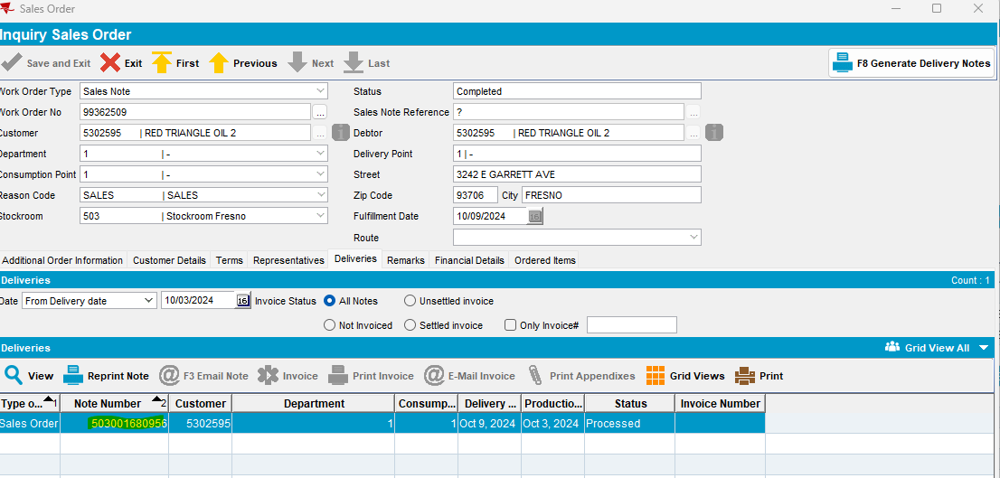 Sales Order
Inquiry Sales Order
Save and Exit Exit First Previous Next Last F8 Generate Delivery Notes
Work Order Type Sales Note Status Completed
Work Order No 99362509 ... Sales Note Reference ? ...
Customer 5302595 | RED TRIANGLE OIL 2 ... i Debtor 5302595 | RED TRIANGLE OIL 2 ... i
Department 1 | - Delivery Point 1 | -
Consumption Point 1 | - Street 3242 E GARRETT AVE
Reason Code SALES | SALES Zip Code 93706 City FRESNO
Stockroom 503 | Stockroom Fresno Fulfillment Date 10/09/2024 16
Route
Additional Order Information Customer Details Terms Representatives Deliveries Remarks Financial Details Ordered Items
Deliveries Count : 1
Date From Delivery date 10/03/2024 16 Invoice Status All Notes Unsettled invoice
Not Invoiced Settled invoice Only Invoice#
Deliveries Grid View All
View Reprint Note F3 Email Note Invoice Print Invoice E-Mail Invoice Print Appendixes Grid Views Print
Type o... 1 Note Number 2 Customer Department Consump... Delivery ... Productio... Status Invoice Number
Sales Order 503001680956 5302595 1 1 Oct 9, 2024 Oct 3, 2024 Processed